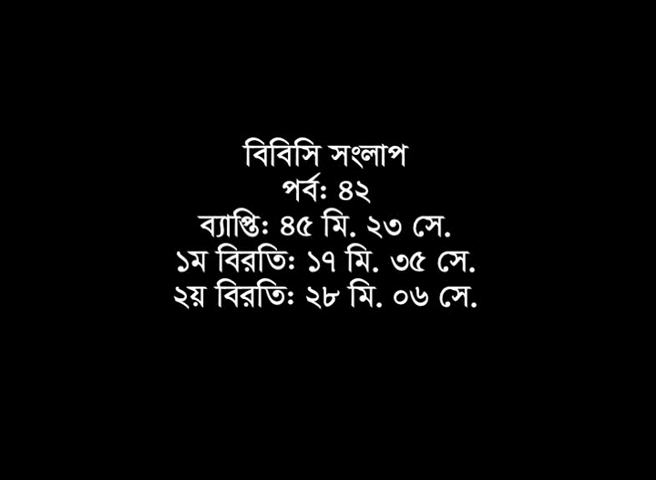 বিবিসি সংলাপ
পর্ব: ৪২
ব্যাপ্তি: ৪৫ মি. ২৩ সে.
১ম বিরতি: ১৭ মি. ৩৫ সে.
২য় বিরতি: ২৮ মি. ০৬ সে.